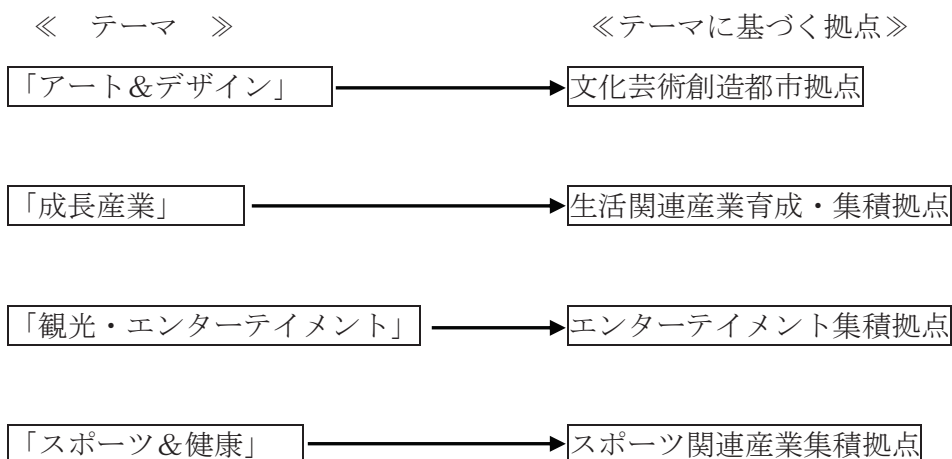 ≪ テーマ ≫ ≪テーマに基づく拠点≫
「アート&デザイン」 文化芸術創造都市拠点
「成長産業」 生活関連産業育成・集積拠点
「観光・エンターテイメント」 エンターテイメント集積拠点
「スポーツ&健康」 スポーツ関連産業集積拠点